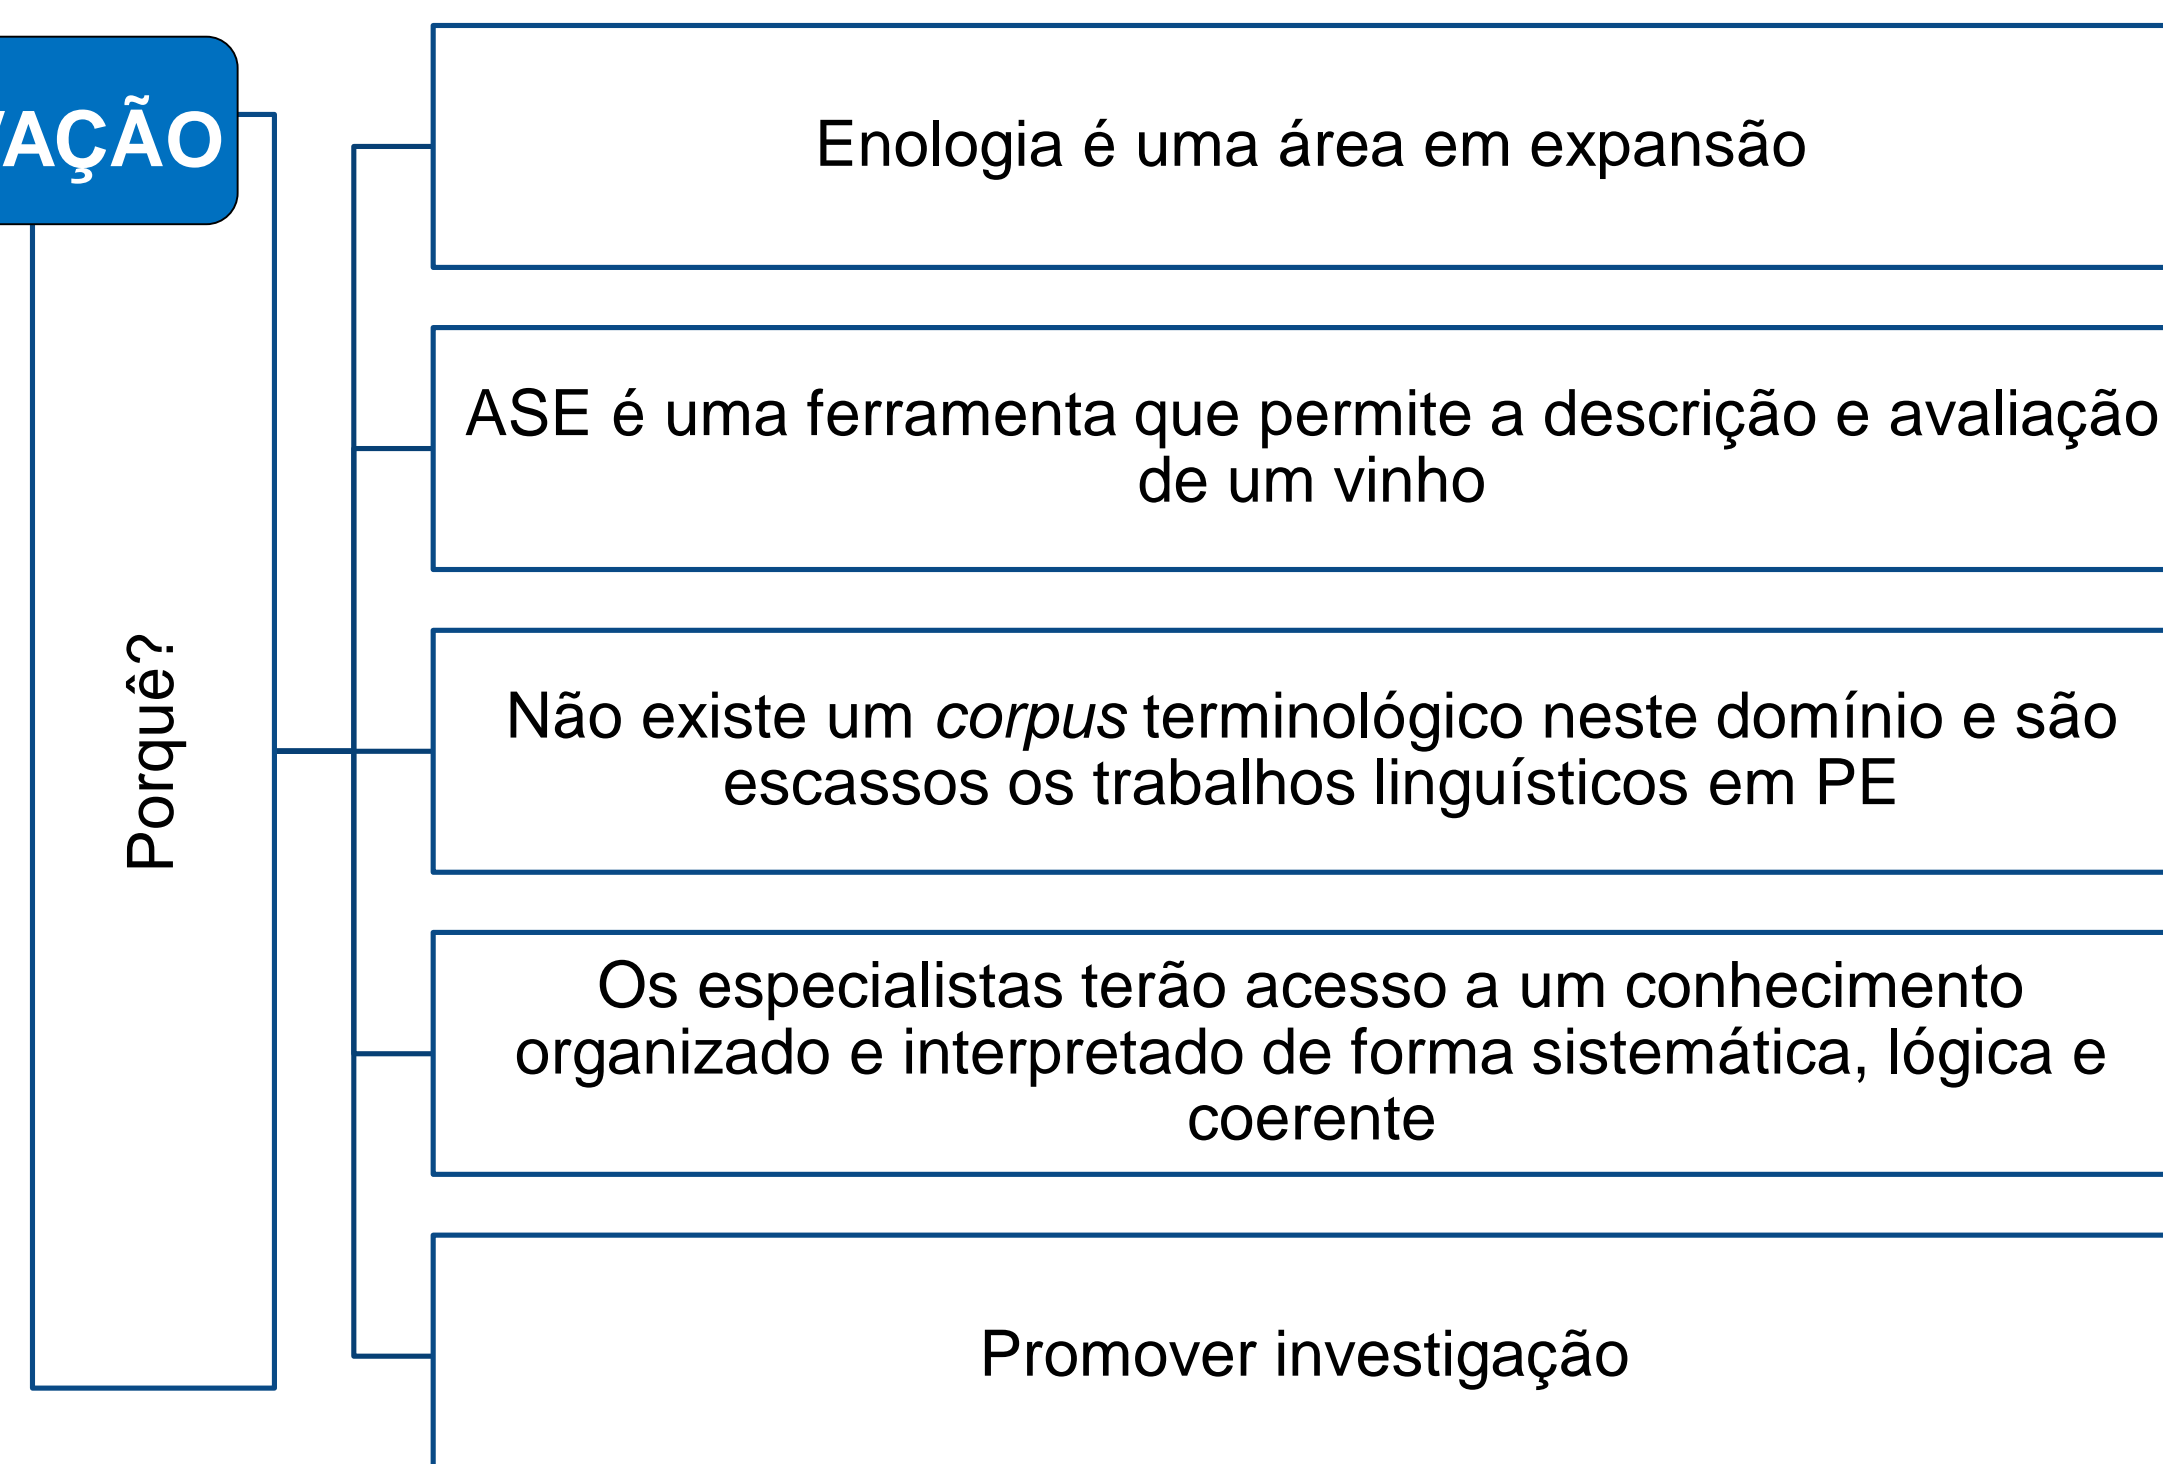 VAÇÃO
Porquê?
Enologia é uma área em expansão
ASE é uma ferramenta que permite a descrição e avaliação
de um vinho
Não existe um corpus terminológico neste domínio e são
escassos os trabalhos linguísticos em PE
Os especialistas terão acesso a um conhecimento
organizado e interpretado de forma sistemática, lógica e
coerente
Promover investigação